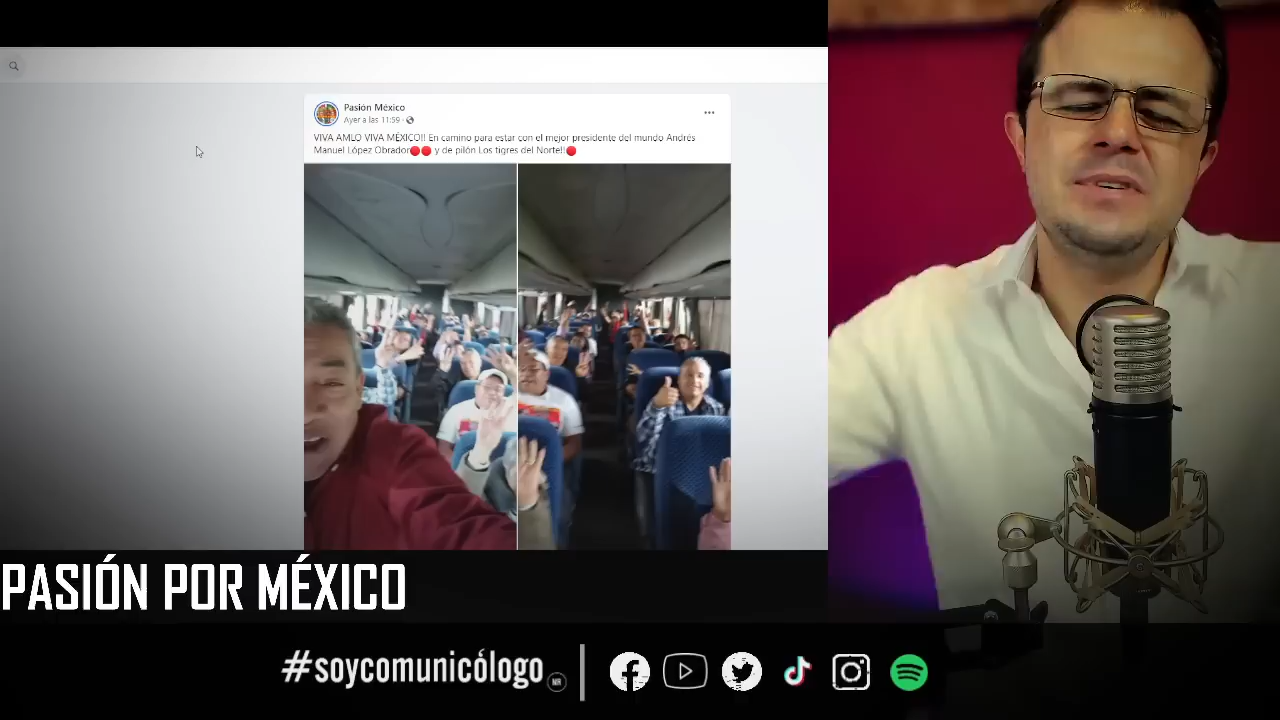 Pasión México
Ayer a las 11:59 ·
VIVA AMLO VIVA MÉXICO!! En camino para estar con el mejor presidente del mundo Andrés
Manuel López Obrador🔴🔴 y de pilón Los tigres del Norte!!🔴
PASIÓN POR MÉXICO
#soycomunicólogo
NR